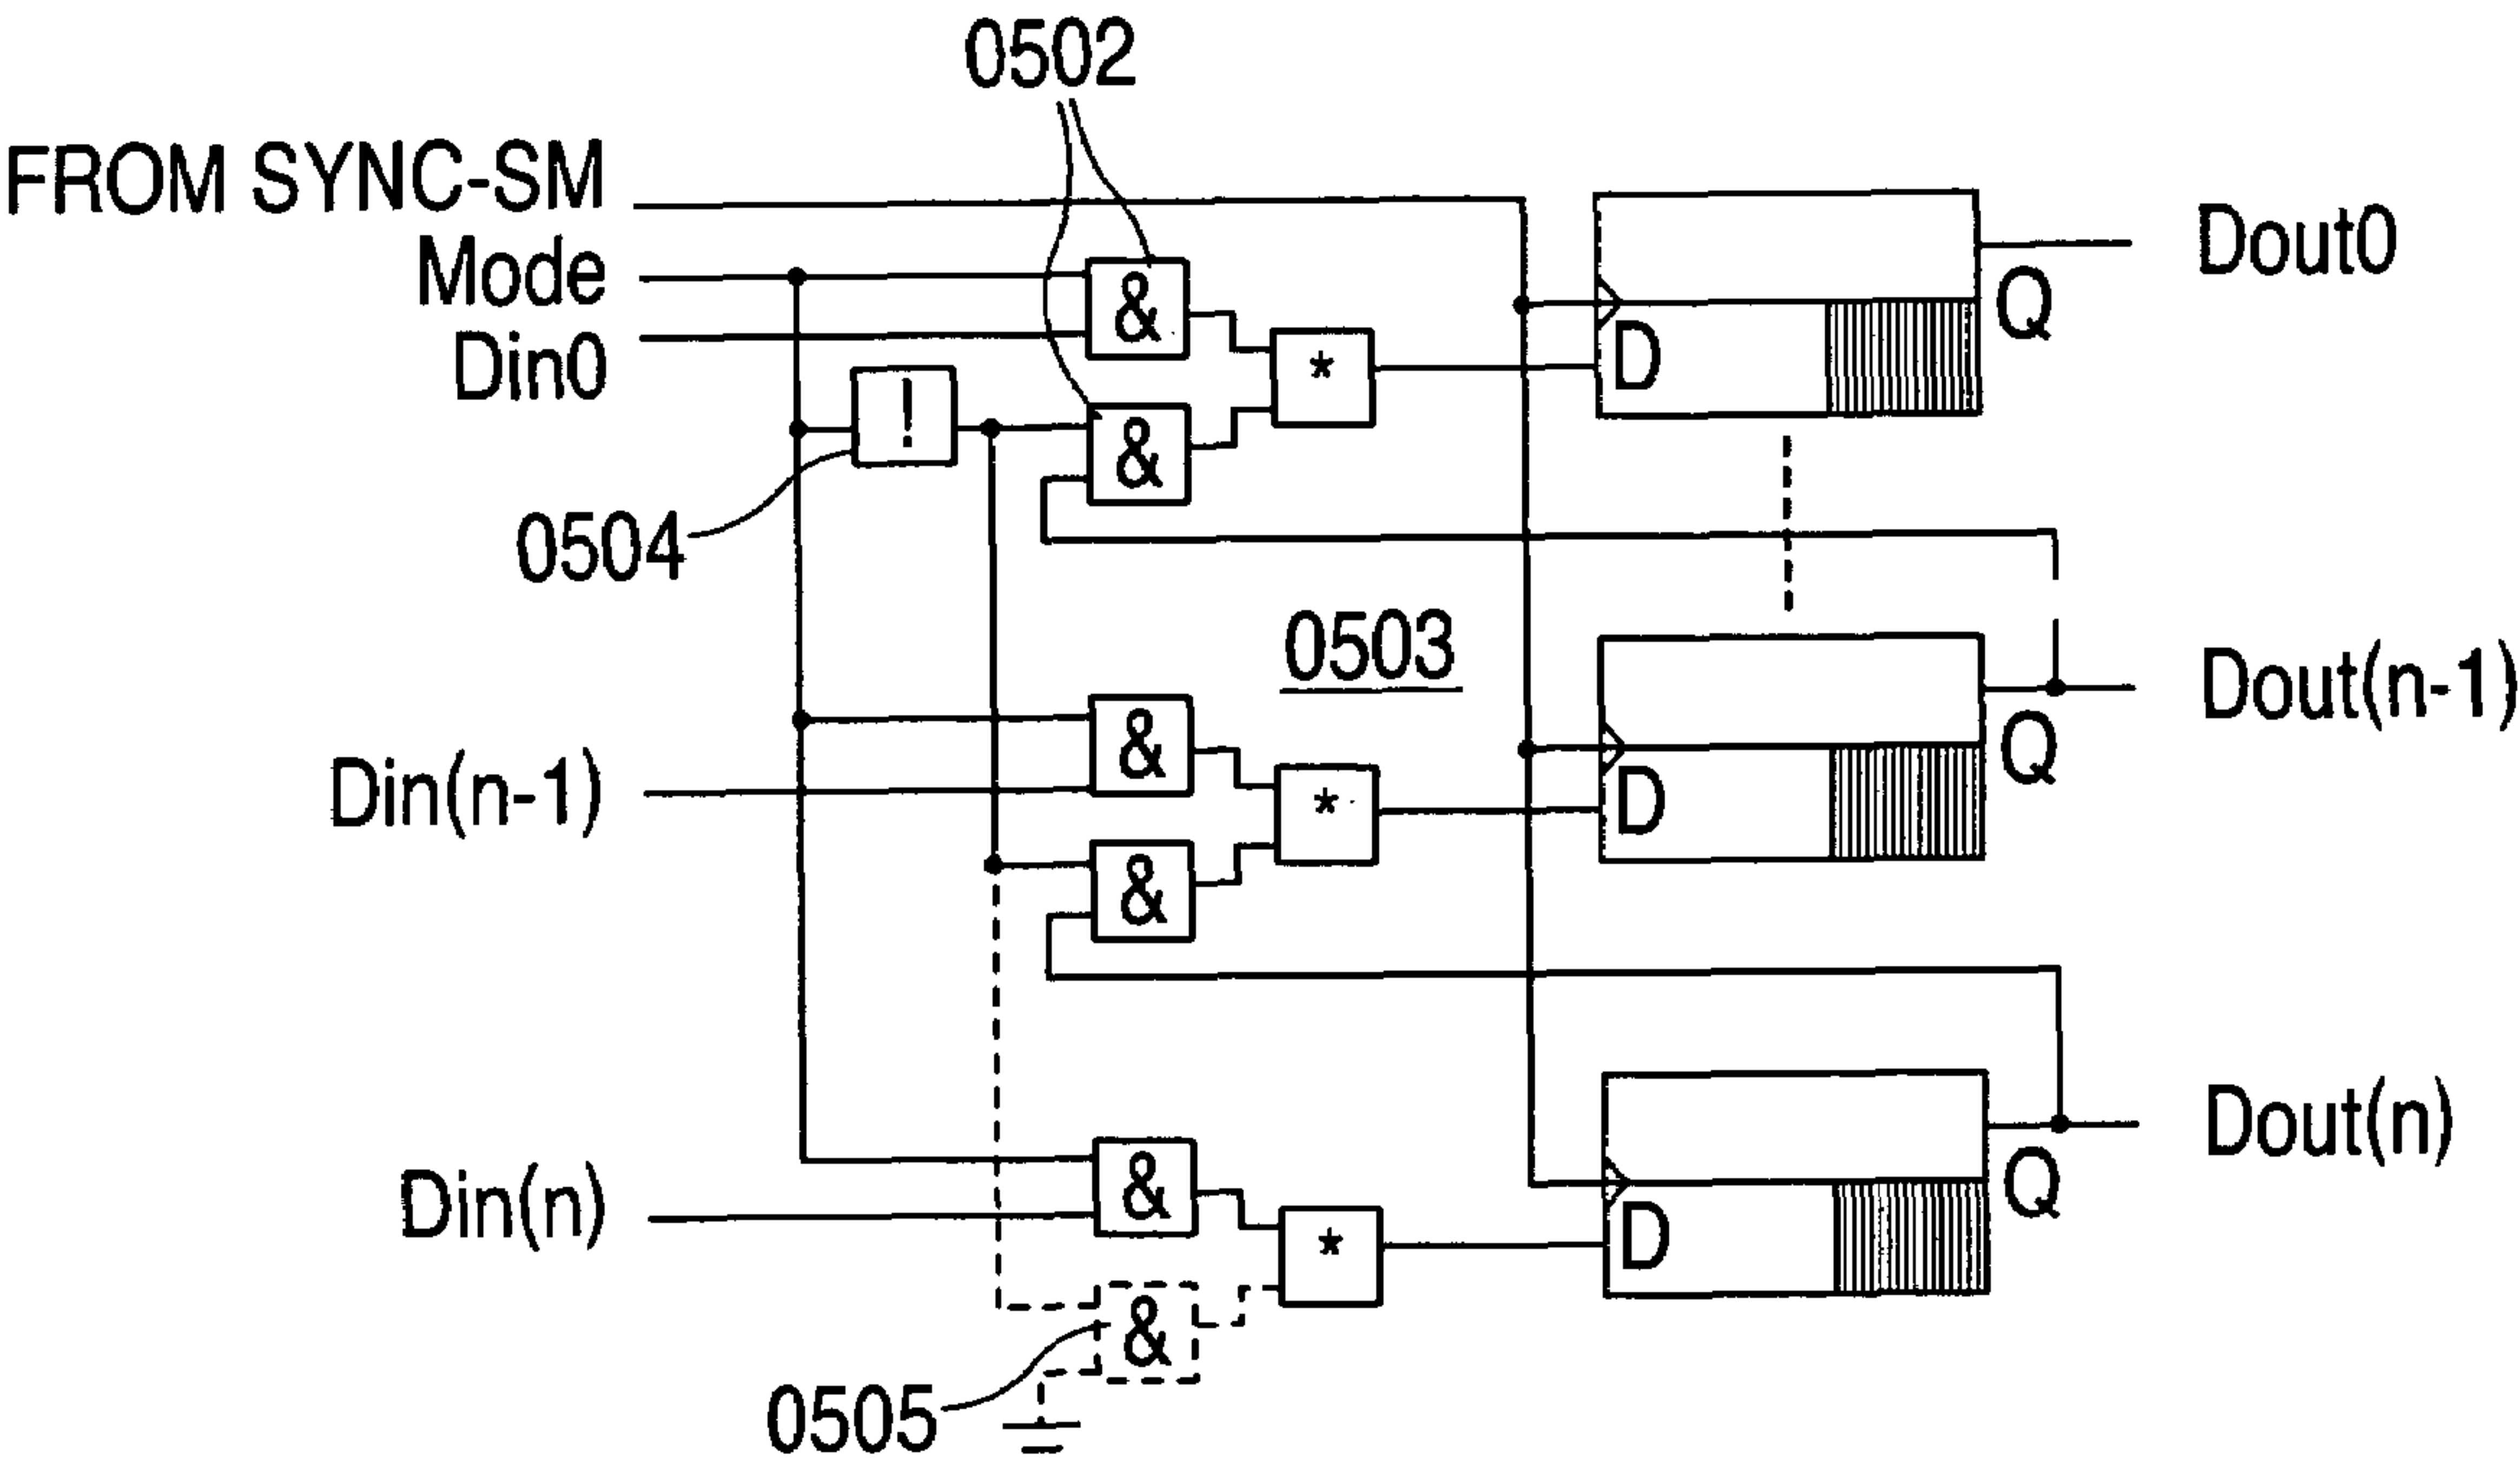 0502
FROM SYNC-SM
Mode
Din0
&
*
D
Q
Dout0
!
&
0504
0503
Din(n-1)
&
*
D
Q
Dout(n-1)
&
Din(n)
&
*
D
Q
Dout(n)
&
0505